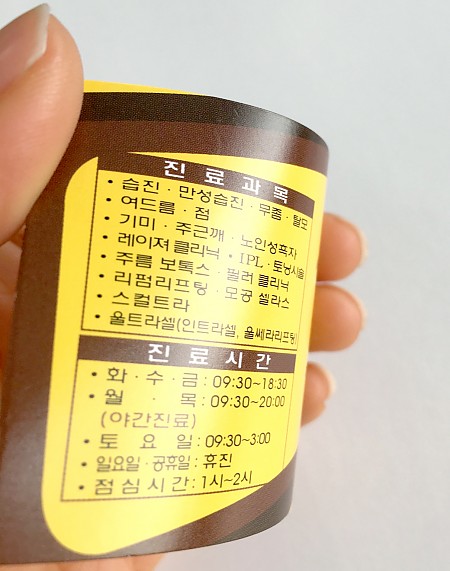 진료과목
• 습진 · 만성습진 · 무좀 · 탈모
• 여드름 · 점
• 기미 · 주근깨 · 노인성흑자
• 레이져 클리닉 • IPL · 토닝시술
• 주름 보톡스 · 필러 클리닉
• 리펌리프팅 · 모공 셀라스
• 스컬트라
• 울트라셀(인트라셀, 울쎄라리프팅)
진료시간
• 화 · 수 · 금 : 09:30~18:30
• 월 · 목 : 09:30~20:00
(야간진료)
• 토 요 일 : 09:30~3:00
• 일요일 · 공휴일 : 휴진
• 점심시간 : 1시~2시